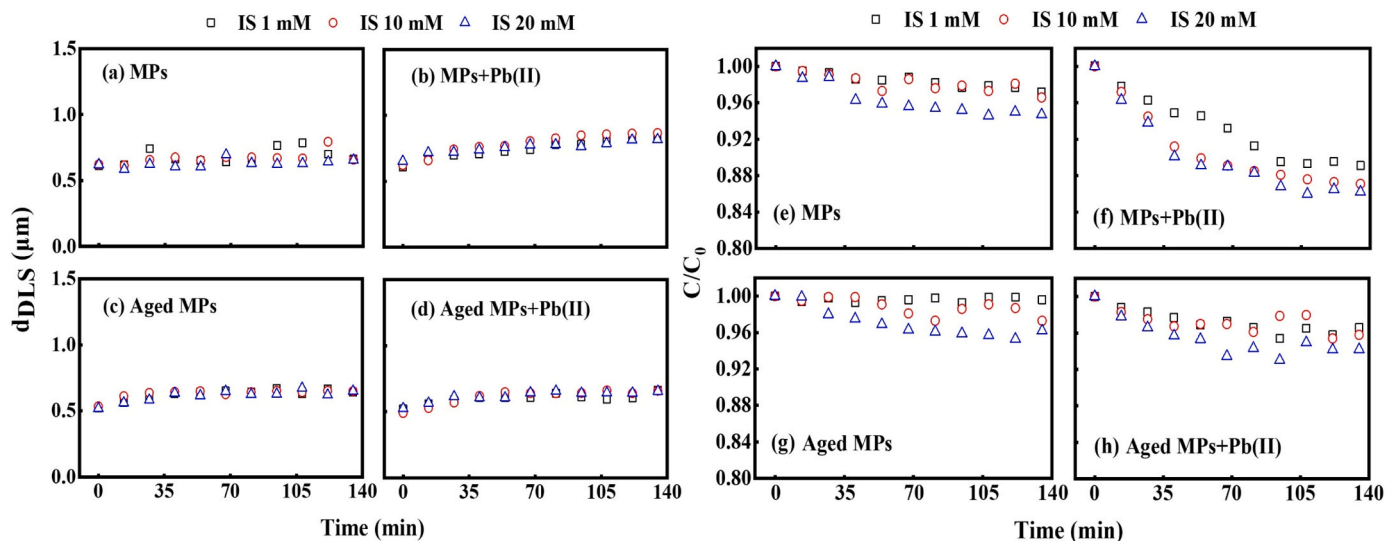 IS 1 mM IS 10 mM IS 20 mM
1.5
1.0
0.5
0.0
(a) MPs
(b) MPs+Pb(II)
dDLS (μm)
1.5
1.0
0.5
0.0
(c) Aged MPs
(d) Aged MPs+Pb(II)
0 35 70 105 140
0 35 70 105 140
Time (min)
IS 1 mM IS 10 mM IS 20 mM
1.00
0.96
0.92
0.88
0.84
0.80
(e) MPs
(f) MPs+Pb(II)
C/C0
1.00
0.96
0.92
0.88
0.84
0.80
(g) Aged MPs
(h) Aged MPs+Pb(II)
0 35 70 105 140
0 35 70 105 140
Time (min)